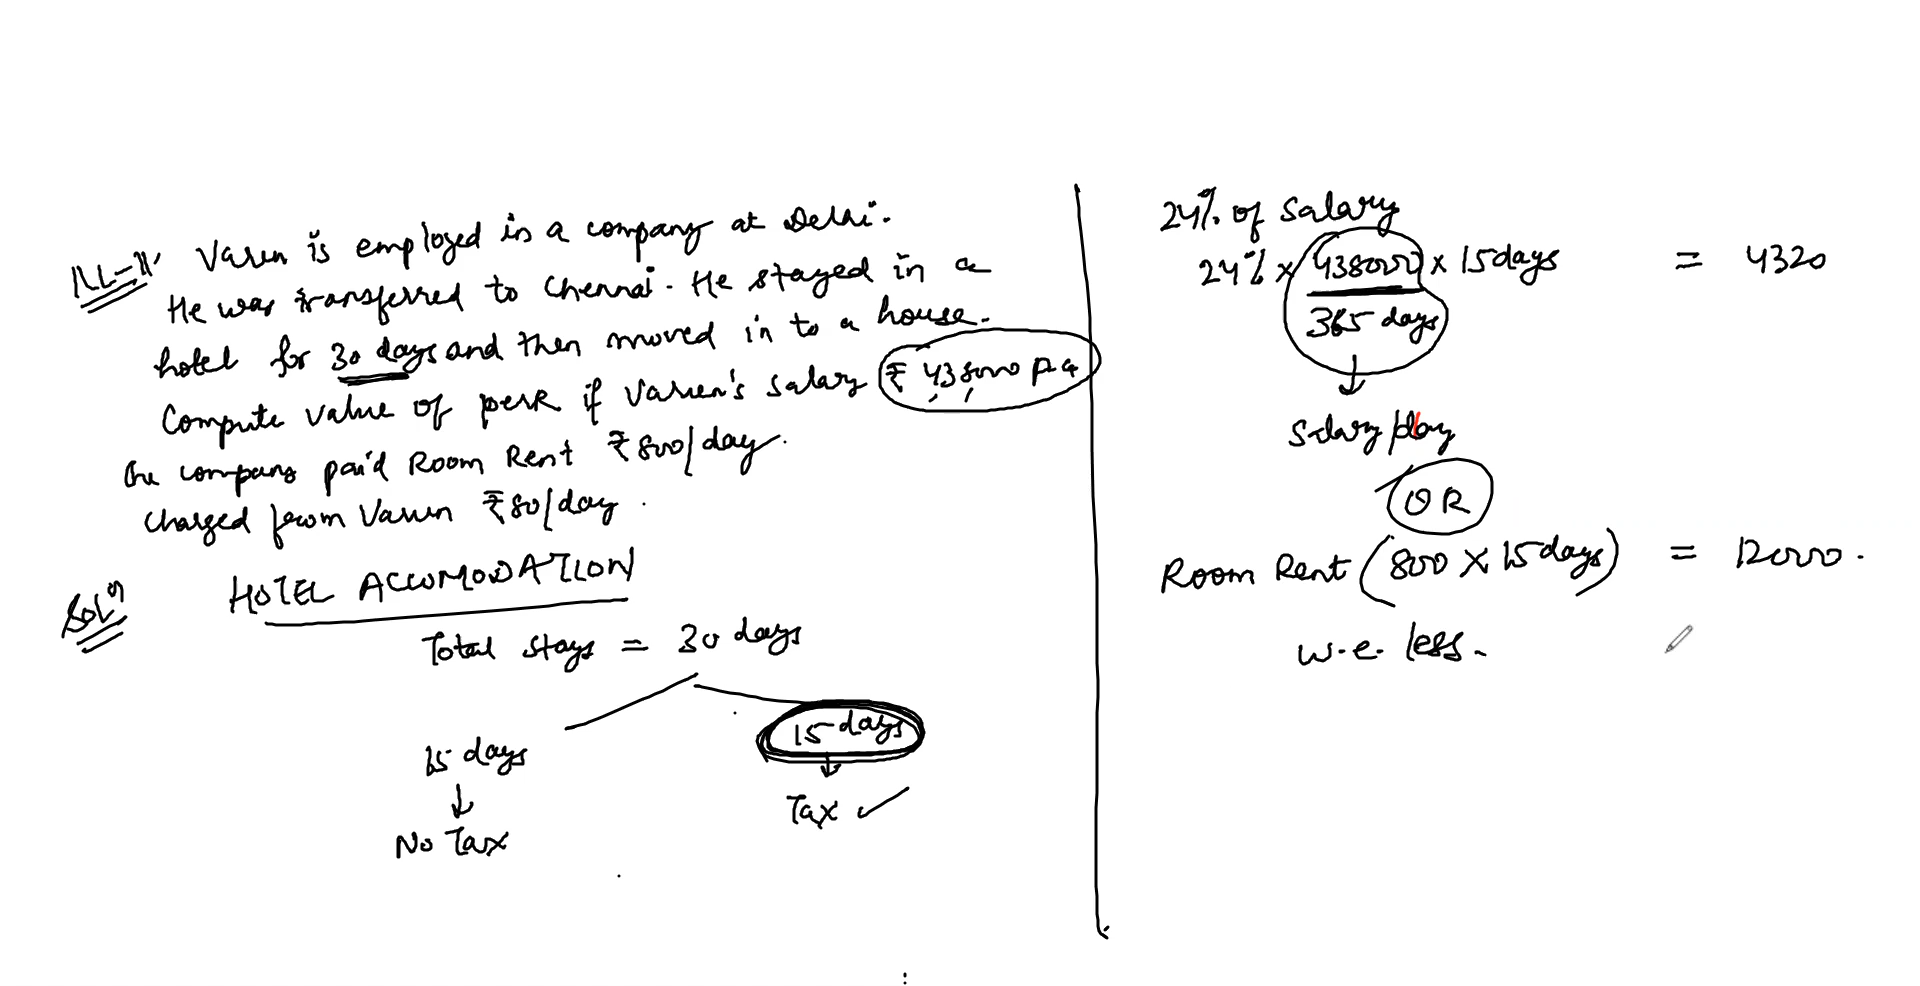 ILL-II Varun is employed in a company at Delhi.
He was transferred to Chennai. He stayed in a
hotel for 30 days and then moved in to a house.
Compute value of perk if Varun's salary ₹ 438000 PA
the company paid Room Rent ₹800/day.
Charged from Varun ₹80/day.
Solⁿ HOTEL ACCOMODATION
Total stays = 30 days
15 days
15 days
No Tax
Tax ✓
24% of salary
24% × 438000 × 15 days = 4320
365 days
Salary/day
OR
Room Rent (800 × 15 days) = 12000.
w.e. less.